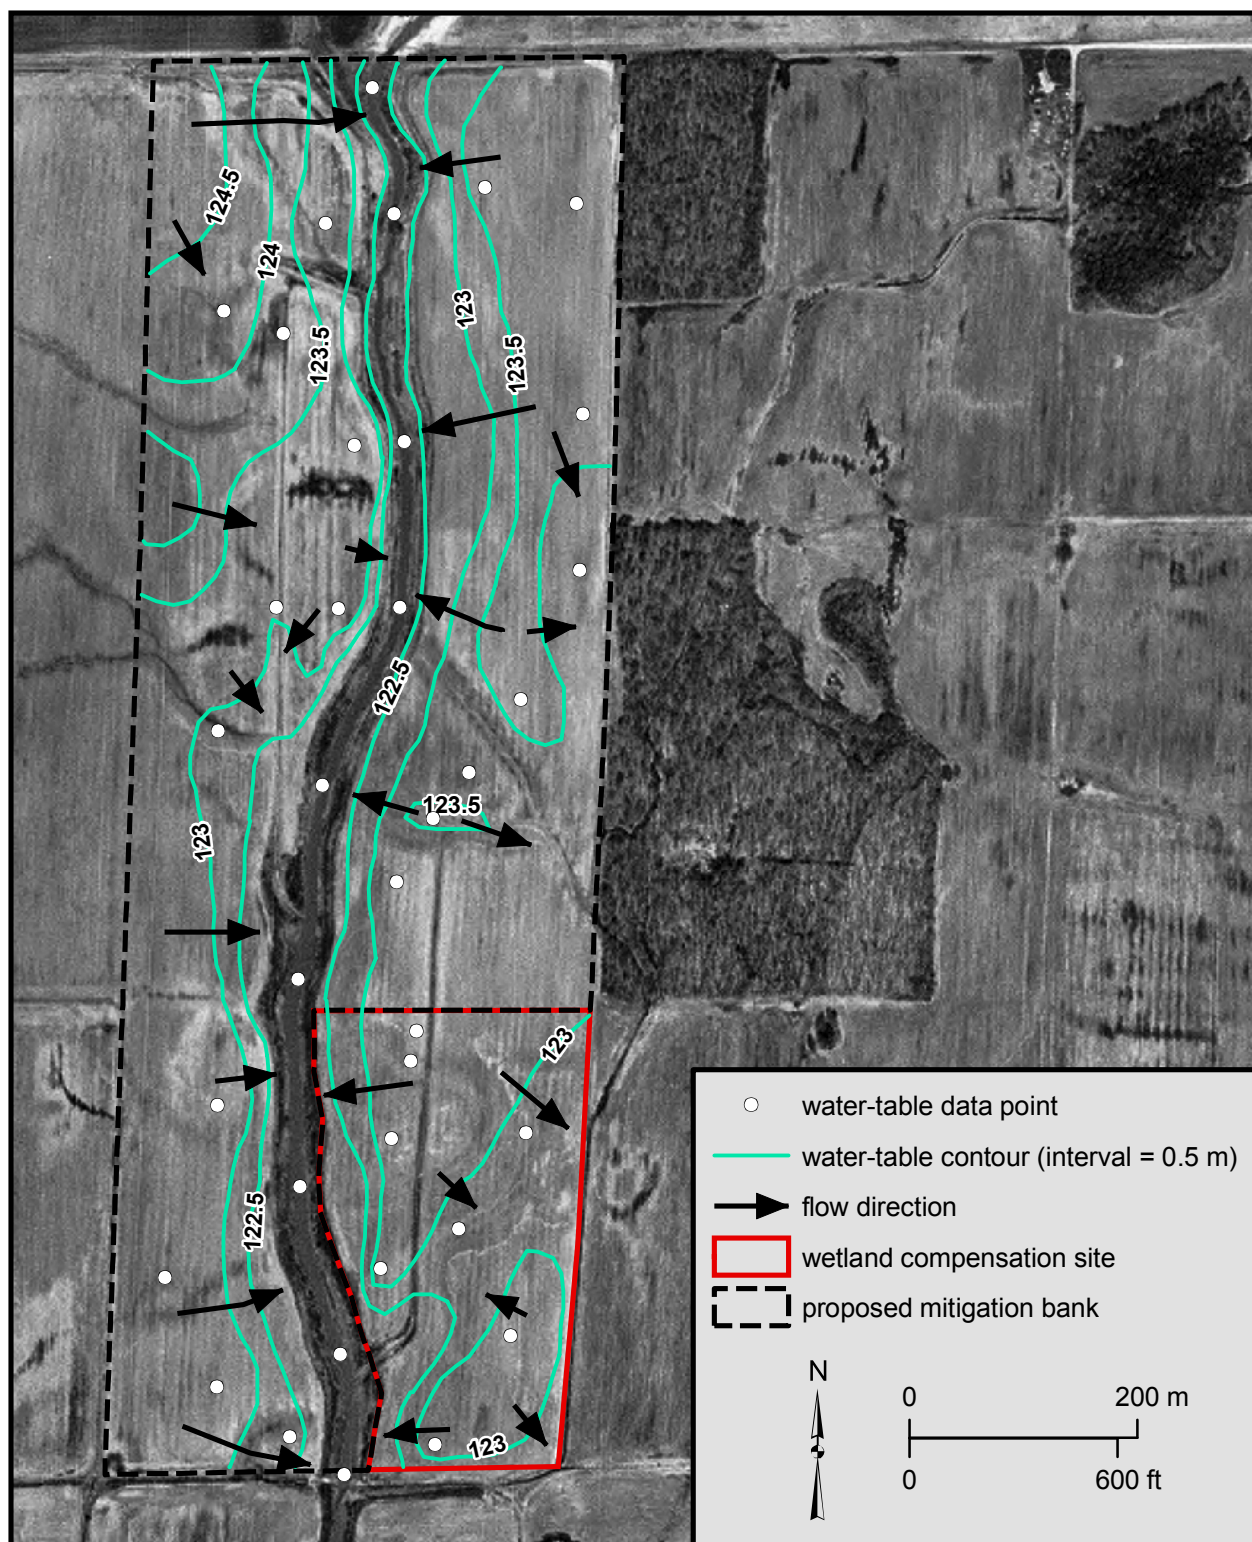 124.5
124
123
123.5
123.5
122.5
123.5
123
123
122.5
123
water-table data point
water-table contour (interval = 0.5 m)
flow direction
wetland compensation site
proposed mitigation bank
N
0 200 m
0 600 ft